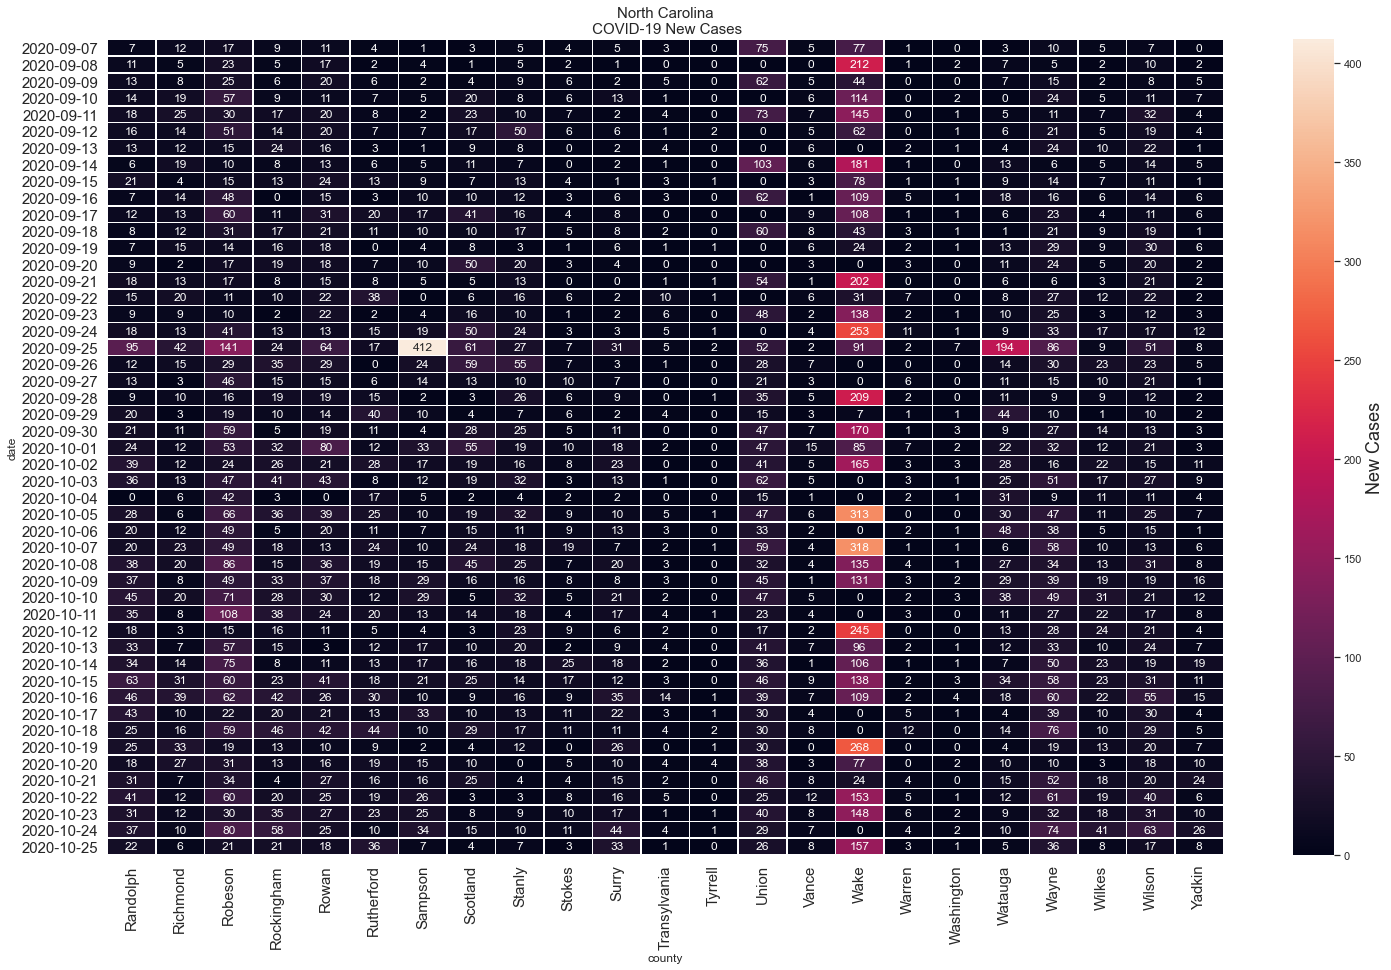 North Carolina
COVID-19 New Cases
2020-09-07 7 12 17 9 11 4 1 3 5 4 5 3 0 75 5 77 1 0 3 10 5 7 0
2020-09-08 11 5 23 5 17 2 4 1 5 2 1 0 0 0 0 212 1 2 7 5 2 10 2
2020-09-09 13 8 25 6 20 6 2 4 9 6 2 5 0 62 5 44 0 0 7 15 2 8 5
2020-09-10 14 19 57 9 11 7 5 20 8 6 13 1 0 0 6 114 0 2 0 24 5 11 7
2020-09-11 18 25 30 17 20 8 2 23 10 7 2 4 0 73 7 145 0 1 5 11 7 32 4
2020-09-12 16 14 51 14 20 7 7 17 50 6 6 1 2 0 5 62 0 1 6 21 5 19 4
2020-09-13 13 12 15 24 16 3 1 9 8 0 2 4 0 0 6 0 2 1 4 24 10 22 1
2020-09-14 6 19 10 8 13 6 5 11 7 0 2 1 0 103 6 181 1 0 13 6 5 14 5
2020-09-15 21 4 15 13 24 13 9 7 13 4 1 3 1 0 3 78 1 1 9 14 7 11 1
2020-09-16 7 14 48 0 15 3 10 10 12 3 6 3 0 62 1 109 5 1 18 16 6 14 6
2020-09-17 12 13 60 11 31 20 17 41 16 4 8 0 0 0 9 108 1 1 6 23 4 11 6
2020-09-18 8 12 31 17 21 11 10 10 17 5 8 2 0 60 8 43 3 1 1 21 9 19 1
2020-09-19 7 15 14 16 18 0 4 8 3 1 6 1 1 0 6 24 2 1 13 29 9 30 6
2020-09-20 9 2 17 19 18 7 10 50 20 3 4 0 0 0 3 0 3 0 11 24 5 20 2
2020-09-21 18 13 17 8 15 8 5 5 13 0 0 1 1 54 1 202 0 0 6 6 3 21 2
2020-09-22 15 20 11 10 22 38 0 6 16 6 2 10 1 0 6 31 7 0 8 27 12 22 2
2020-09-23 9 9 10 2 22 2 4 16 10 1 2 6 0 48 2 138 2 1 10 25 3 12 3
2020-09-24 18 13 41 13 13 15 19 50 24 3 3 5 1 0 4 253 11 1 9 33 17 17 12
2020-09-25 95 42 141 24 64 17 412 61 27 7 31 5 2 52 2 91 2 7 194 86 9 51 8
2020-09-26 12 15 29 35 29 0 24 59 55 7 3 1 0 28 7 0 0 0 14 30 23 23 5
2020-09-27 13 3 46 15 15 6 14 13 10 10 7 0 0 21 3 0 6 0 11 15 10 21 1
2020-09-28 9 10 16 19 19 15 2 3 26 6 9 0 1 35 5 209 2 0 11 9 9 12 2
2020-09-29 20 3 19 10 14 40 10 4 7 6 2 4 0 15 3 7 1 1 44 10 1 10 2
2020-09-30 21 11 59 5 19 11 4 28 25 5 11 0 0 47 7 170 1 3 9 27 14 13 3
2020-10-01 24 12 53 32 80 12 33 55 19 10 18 2 0 47 15 85 7 2 22 32 12 21 3
2020-10-02 39 12 24 26 21 28 17 19 16 8 23 0 0 41 5 165 3 3 28 16 22 15 11
2020-10-03 36 13 47 41 43 8 12 19 32 3 13 1 0 62 5 0 3 1 25 51 17 27 9
2020-10-04 0 6 42 3 0 17 5 2 4 2 2 0 0 15 1 0 2 1 31 9 11 11 4
2020-10-05 28 6 66 36 39 25 10 19 32 9 10 5 1 47 6 313 0 0 30 47 11 25 7
2020-10-06 20 12 49 5 20 11 7 15 11 9 13 3 0 33 2 0 2 1 48 38 5 15 1
2020-10-07 20 23 49 18 13 24 10 24 18 19 7 2 1 59 4 318 1 1 6 58 10 13 6
2020-10-08 38 20 86 15 36 19 15 45 25 7 20 3 0 32 4 135 4 1 27 34 13 31 8
2020-10-09 37 8 49 33 37 18 29 16 16 8 8 3 0 45 1 131 3 2 29 39 19 19 16
2020-10-10 45 20 71 28 30 12 29 5 32 5 21 2 0 47 5 0 2 3 38 49 31 21 12
2020-10-11 35 8 108 38 24 20 13 14 18 4 17 4 1 23 4 0 3 0 11 27 22 17 8
2020-10-12 18 3 15 16 11 5 4 3 23 9 6 2 0 17 2 245 0 0 13 28 24 21 4
2020-10-13 33 7 57 15 3 12 17 10 20 2 9 4 0 41 7 96 2 1 12 33 10 24 7
2020-10-14 34 14 75 8 11 13 17 16 18 25 18 2 0 36 1 106 1 1 7 50 23 19 19
2020-10-15 63 31 60 23 41 18 21 25 14 17 12 3 0 46 9 138 2 3 34 58 23 31 11
2020-10-16 46 39 62 42 26 30 10 9 16 9 35 14 1 39 7 109 2 4 18 60 22 55 15
2020-10-17 43 10 22 20 21 13 33 10 13 11 22 3 1 30 4 0 5 1 4 39 10 30 4
2020-10-18 25 16 59 46 42 44 10 29 17 11 11 4 2 30 8 0 12 0 14 76 10 29 5
2020-10-19 25 33 19 13 10 9 2 4 12 0 26 0 1 30 0 268 0 0 4 19 13 20 7
2020-10-20 18 27 31 13 16 19 15 10 0 5 10 4 4 38 3 77 0 2 10 10 3 18 10
2020-10-21 31 7 34 4 27 16 16 25 4 4 15 2 0 46 8 24 4 0 15 52 18 20 24
2020-10-22 41 12 60 20 25 19 26 3 3 8 16 5 0 25 12 153 5 1 12 61 19 40 6
2020-10-23 31 12 30 35 27 23 25 8 9 10 17 1 1 40 8 148 6 2 9 32 18 31 10
2020-10-24 37 10 80 58 25 10 34 15 10 11 44 4 1 29 7 0 4 2 10 74 41 63 26
2020-10-25 22 6 21 21 18 36 7 4 7 3 33 1 0 26 8 157 3 1 5 36 8 17 8
date
Randolph Richmond Robeson Rockingham Rowan Rutherford Sampson Scotland Stanly Stokes Surry Transylvania Tyrrell Union Vance Wake Warren Washington Watauga Wayne Wilkes Wilson Yadkin
county
400
350
300
250
200
150
100
50
0
New Cases